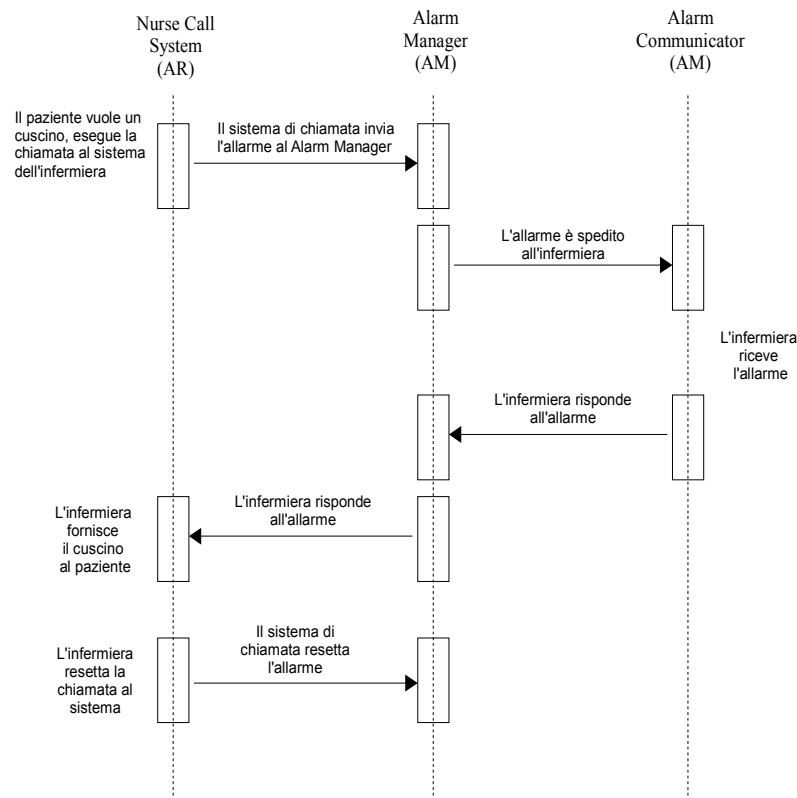 Nurse Call
System
(AR)
Alarm
Manager
(AM)
Alarm
Communicator
(AM)
Il paziente vuole un
cuscino, esegue la
chiamata al sistema
dell'infermiera
Il sistema di chiamata invia
l'allarme al Alarm Manager
L'allarme è spedito
all'infermiera
L'infermiera
riceve
l'allarme
L'infermiera risponde
all'allarme
L'infermiera risponde
all'allarme
L'infermiera
fornisce
il cuscino
al paziente
Il sistema di
chiamata resetta
l'allarme
L'infermiera
resetta la
chiamata al
sistema